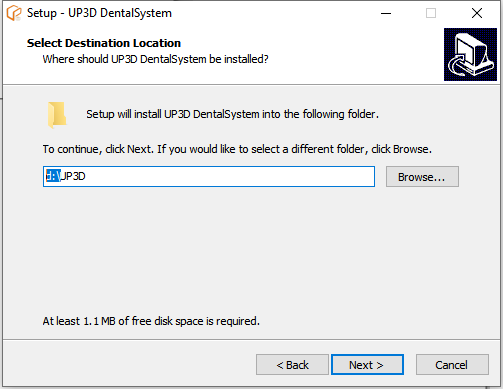 Setup - UP3D DentalSystem
Select Destination Location
Where should UP3D DentalSystem be installed?
Setup will install UP3D DentalSystem into the following folder.
To continue, click Next. If you would like to select a different folder, click Browse.
d:\UP3D
Browse...
At least 1.1 MB of free disk space is required.
< Back
Next >
Cancel